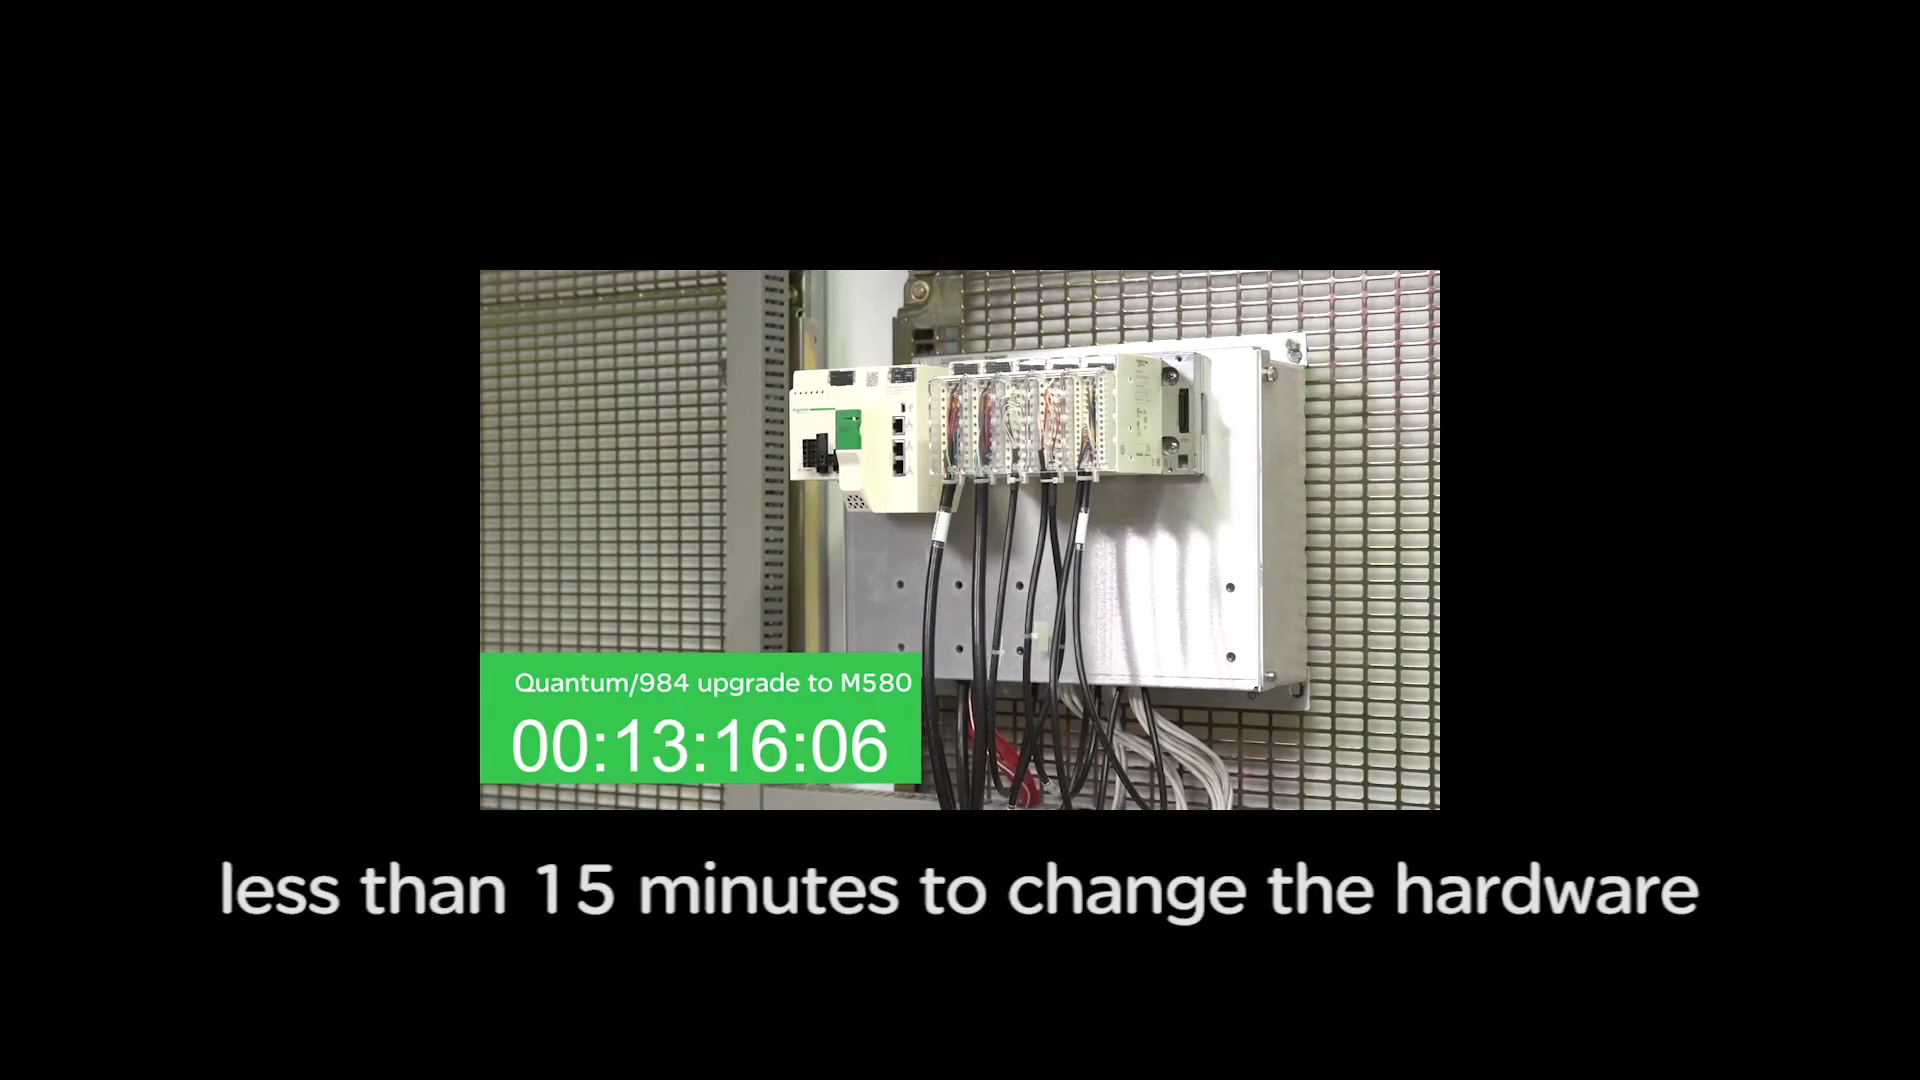 Quantum/984 upgrade to M580
00:13:16:06
less than 15 minutes to change the hardware